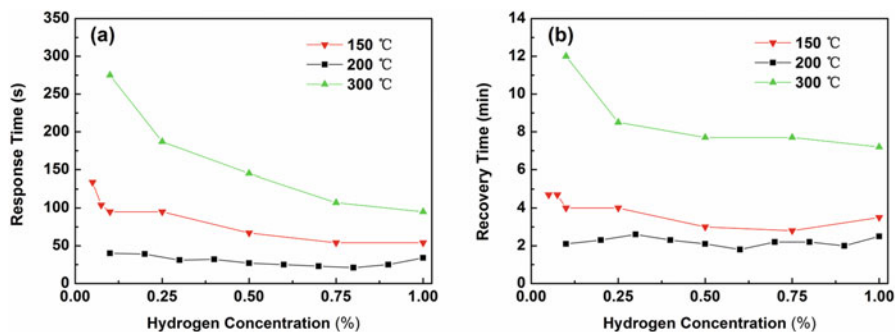 (a)
150 ℃
200 ℃
300 ℃
350
300
250
200
150
100
50
0
Response Time (s)
0.00 0.25 0.50 0.75 1.00
Hydrogen Concentration (%)
(b)
150 ℃
200 ℃
300 ℃
14
12
10
8
6
4
2
0
Recovery Time (min)
0.00 0.25 0.50 0.75 1.00
Hydrogen Concentration (%)